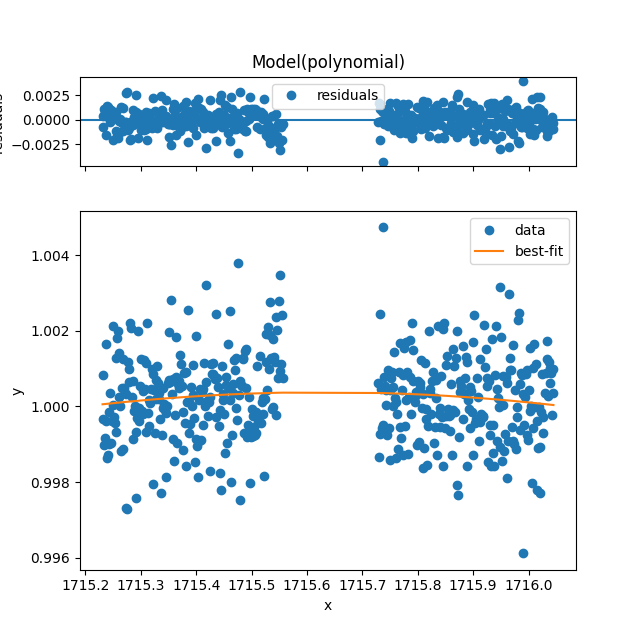 Model(polynomial)
residuals
0.0025
0.0000
−0.0025
residuals
data
best-fit
1.004
1.002
1.000
0.998
0.996
y
1715.2 1715.3 1715.4 1715.5 1715.6 1715.7 1715.8 1715.9 1716.0
x